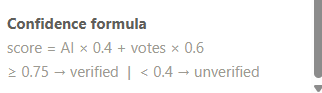 Confidence formula
score = AI × 0.4 + votes × 0.6
≥ 0.75 → verified | < 0.4 → unverified